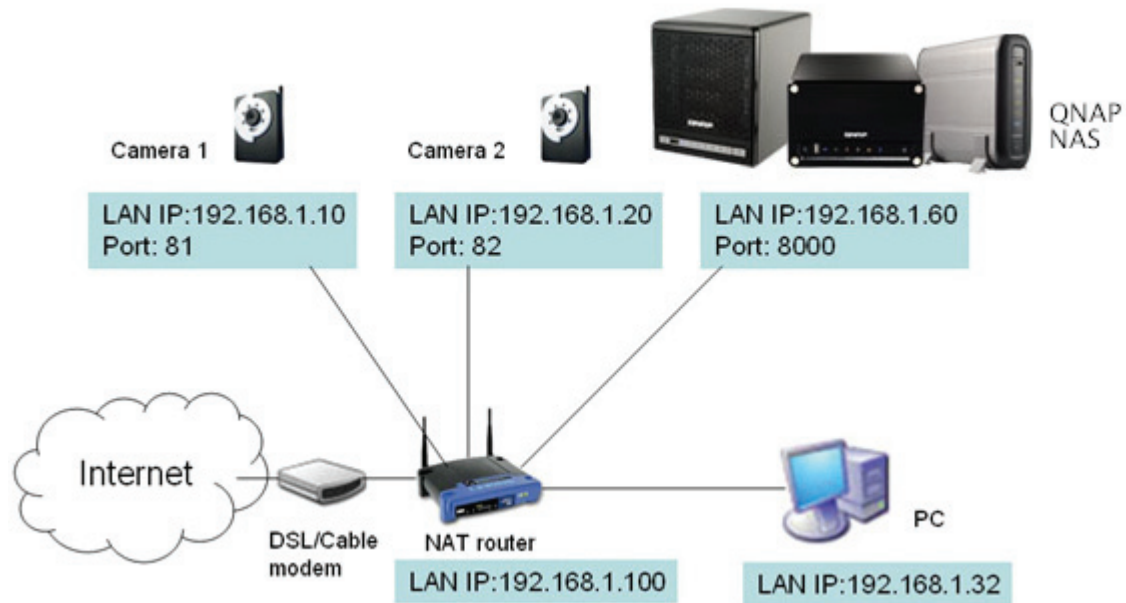 QNAP
NAS
Camera 1
Camera 2
LAN IP:192.168.1.10
Port: 81
LAN IP:192.168.1.20
Port: 82
LAN IP:192.168.1.60
Port: 8000
Internet
DSL/Cable
modem
NAT router
LAN IP:192.168.1.100
PC
LAN IP:192.168.1.32